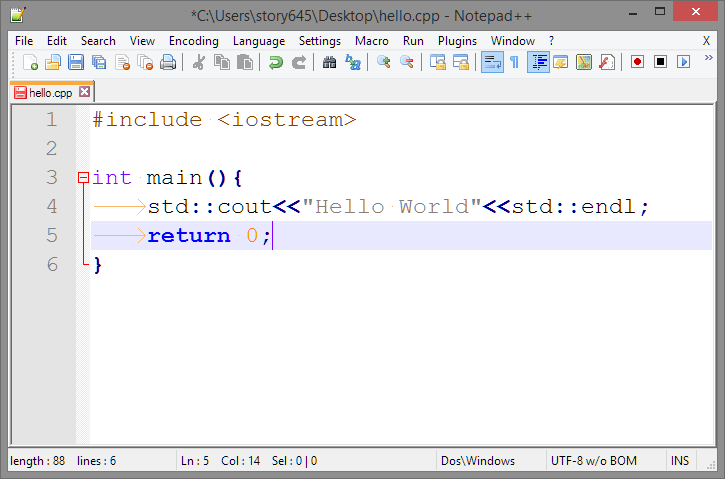 *C:\Users\story645\Desktop\hello.cpp - Notepad++
File Edit Search View Encoding Language Settings Macro Run Plugins Window ? X
hello.cpp
1 #include <iostream>
2
3 int main(){
4 std::cout<<"Hello World"<<std::endl;
5 return 0;
6 }
length : 88 lines : 6 Ln : 5 Col : 14 Sel : 0 | 0 Dos\Windows UTF-8 w/o BOM INS